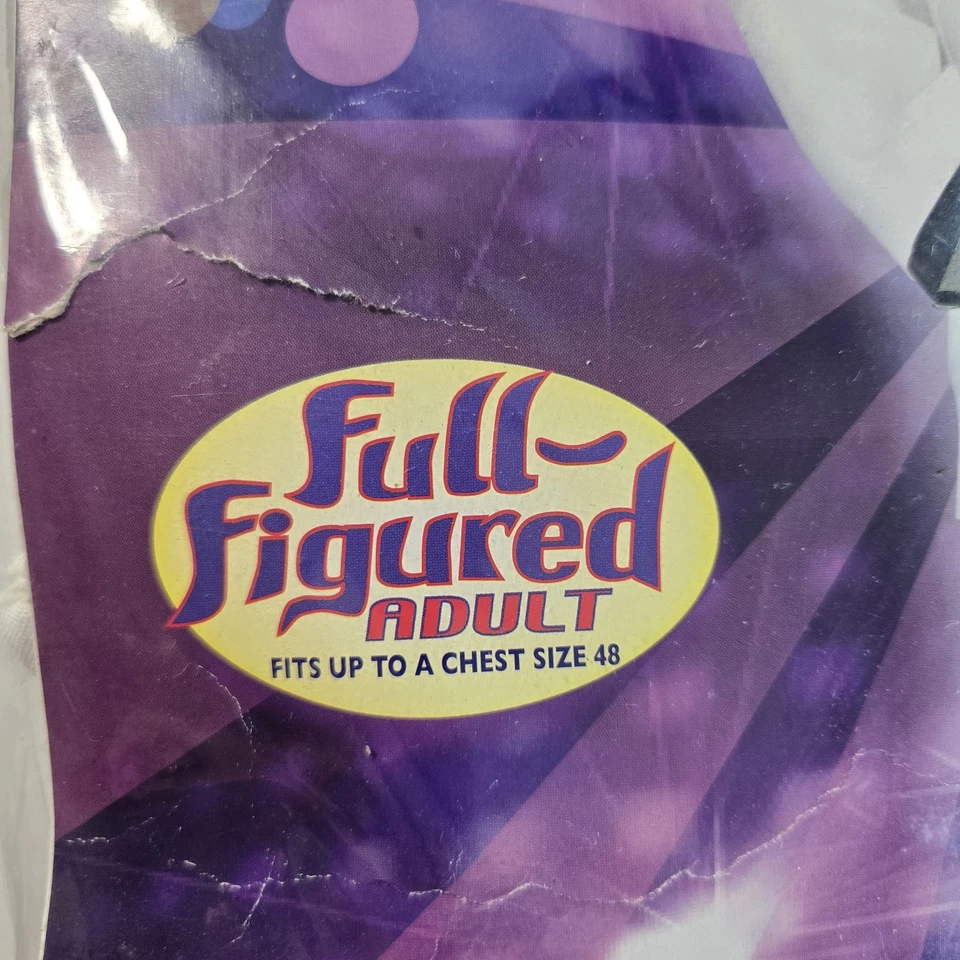 Full-
Figured
ADULT
FITS UP TO A CHEST SIZE 48